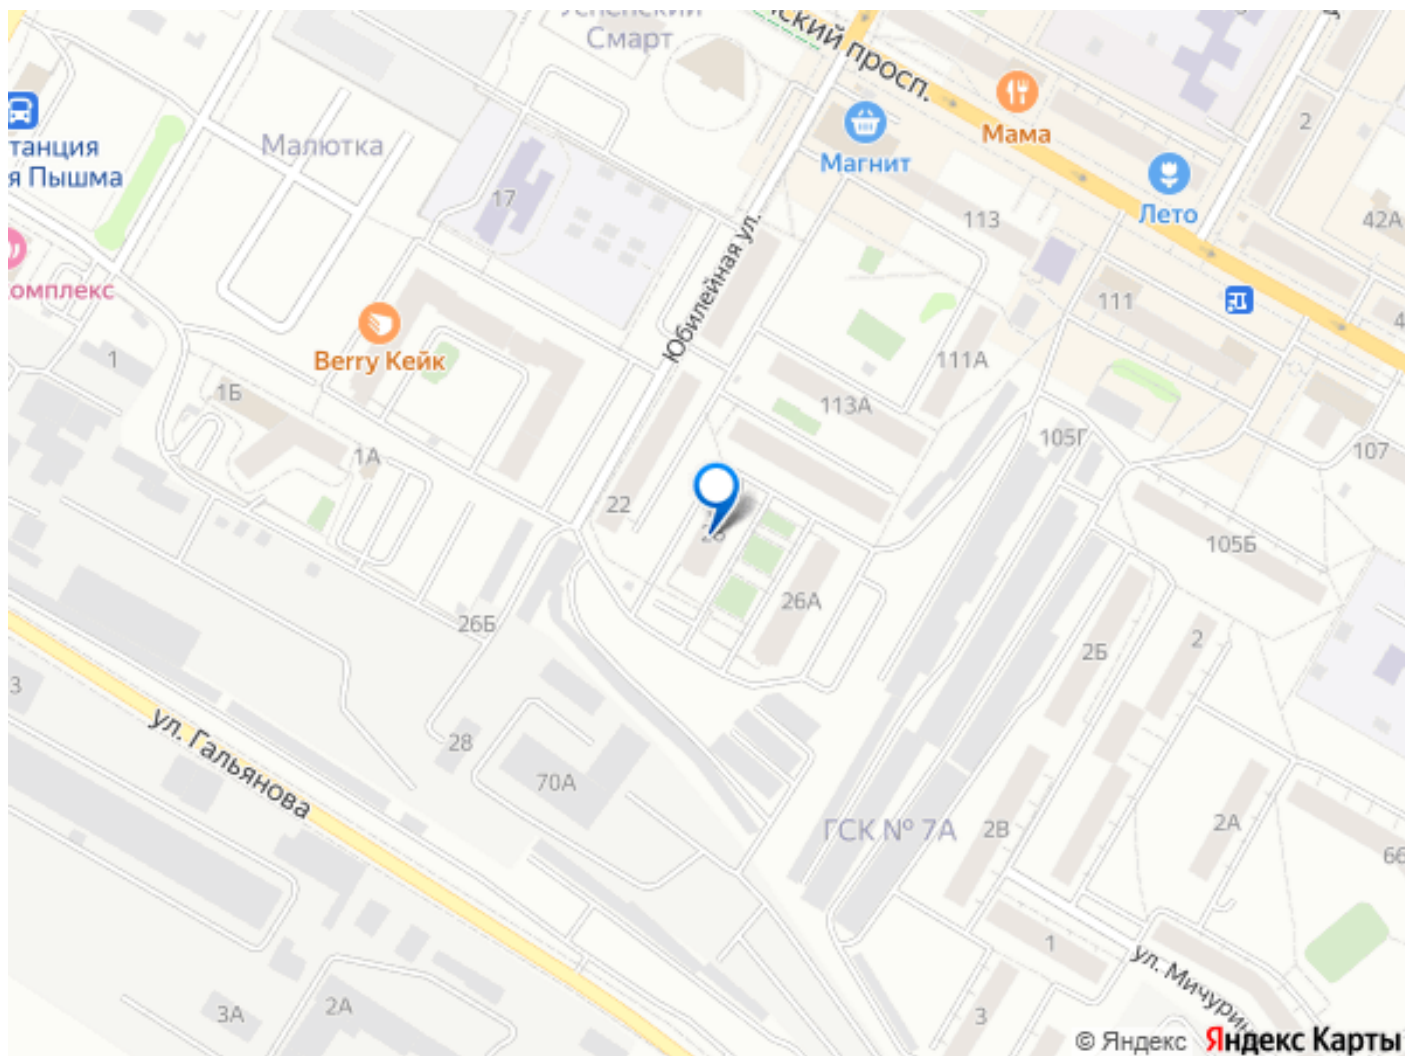 Смарт
просп.
Мама
Магнит
Лето
2
42А
танция
я Пышма
Малютка
17
113
111
омплекс
Berry Кейк
Юбилейная ул.
111А
113А
1
1Б
1А
105Г
107
22
105Б
26А
26Б
2Б
2
3
28
70А
ул. Гальянова
ГСК № 7А
2В
2А
66
1
3А
2А
3
ул. Мичурин
© Яндекс Яндекс Карты